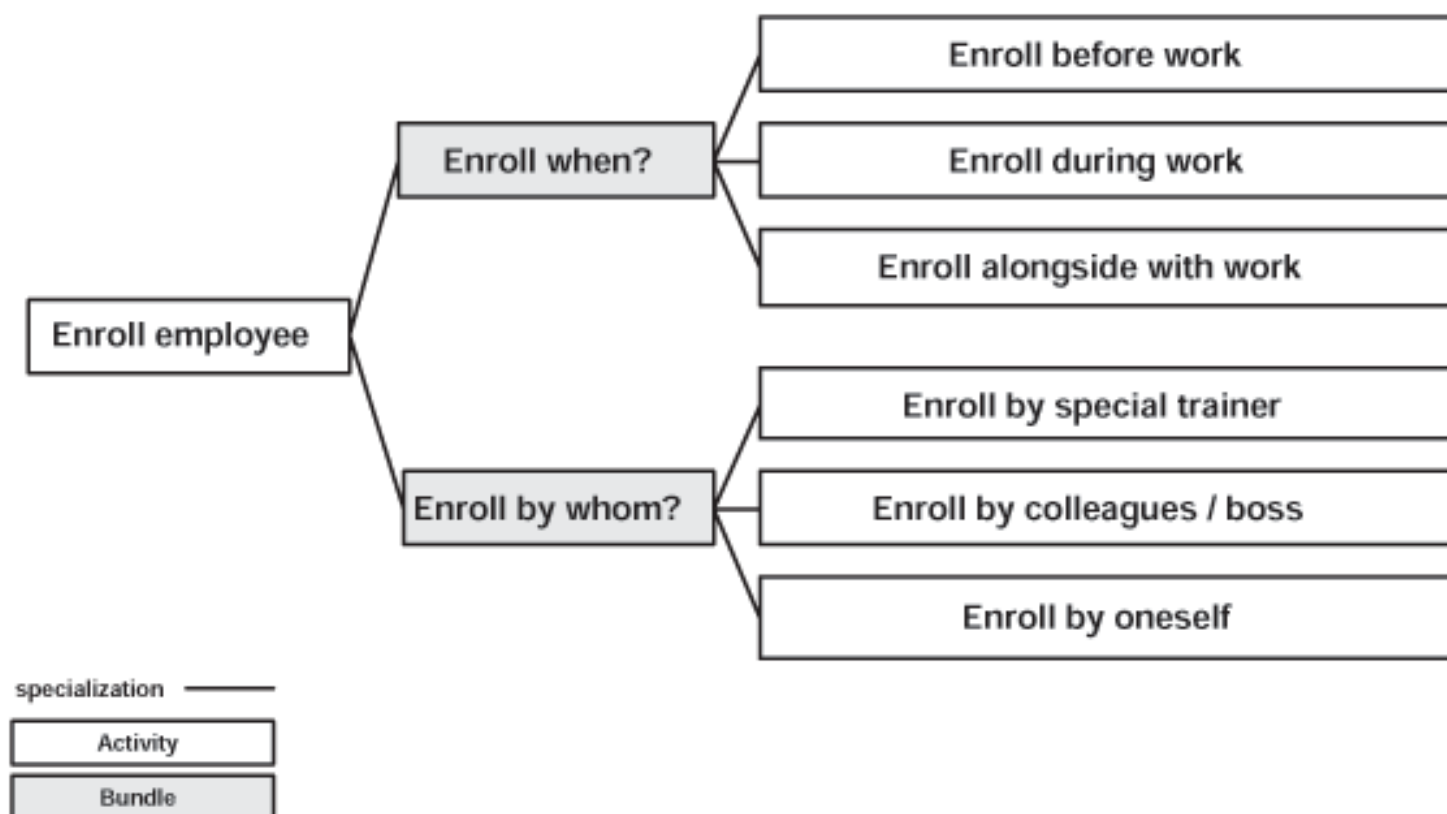 Enroll before work
Enroll when?
Enroll during work
Enroll alongside with work
Enroll employee
Enroll by special trainer
Enroll by whom?
Enroll by colleagues / boss
Enroll by oneself
specialization
Activity
Bundle